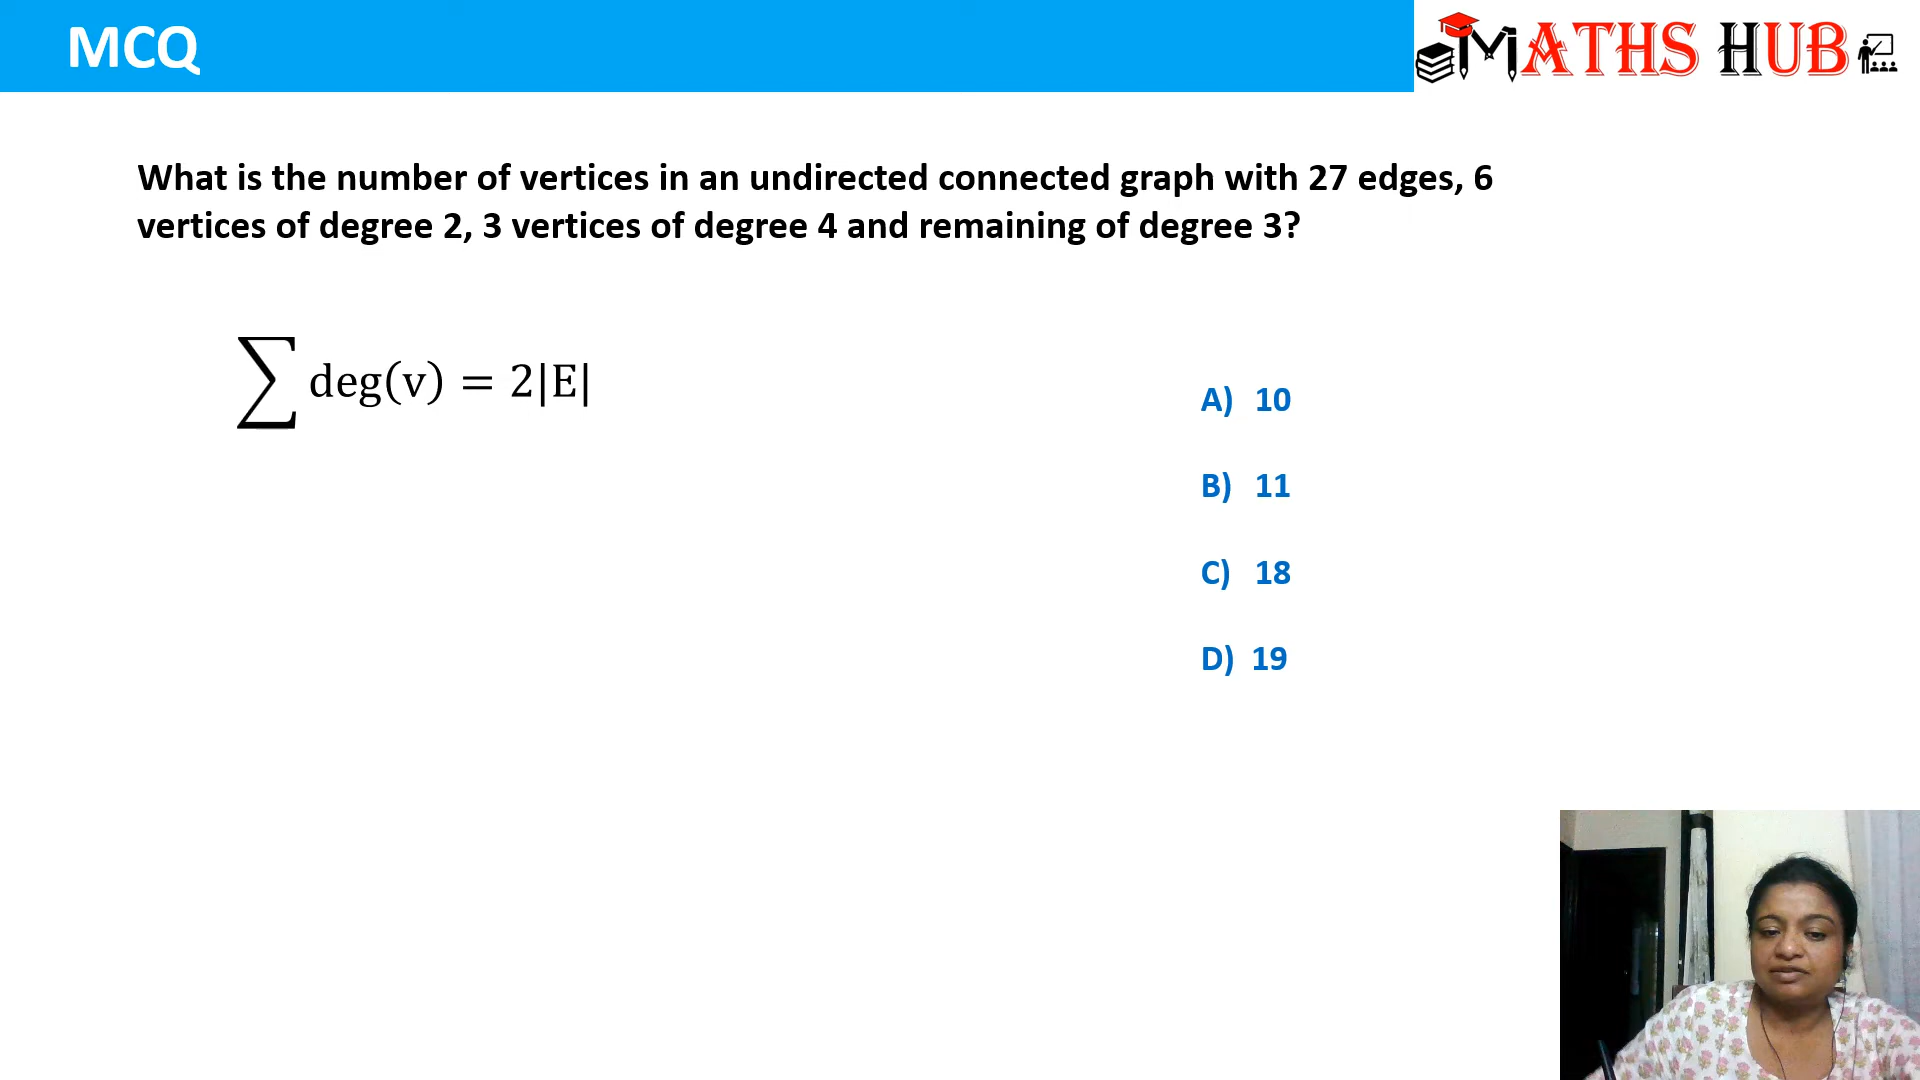 MCQ
MATHS HUB
What is the number of vertices in an undirected connected graph with 27 edges, 6
vertices of degree 2, 3 vertices of degree 4 and remaining of degree 3?
∑ deg(v) = 2|E|
A) 10
B) 11
C) 18
D) 19